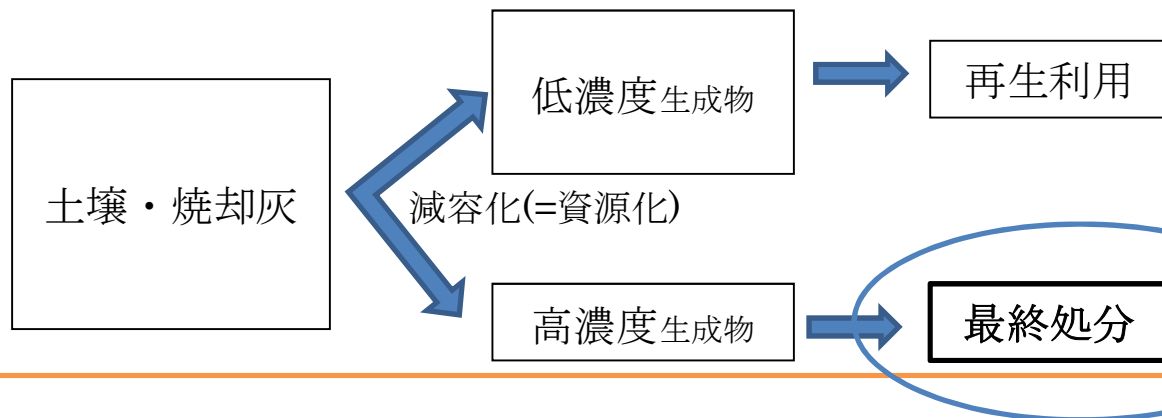 土壌・焼却灰
低濃度生成物
再生利用
減容化(=資源化)
高濃度生成物
最終処分